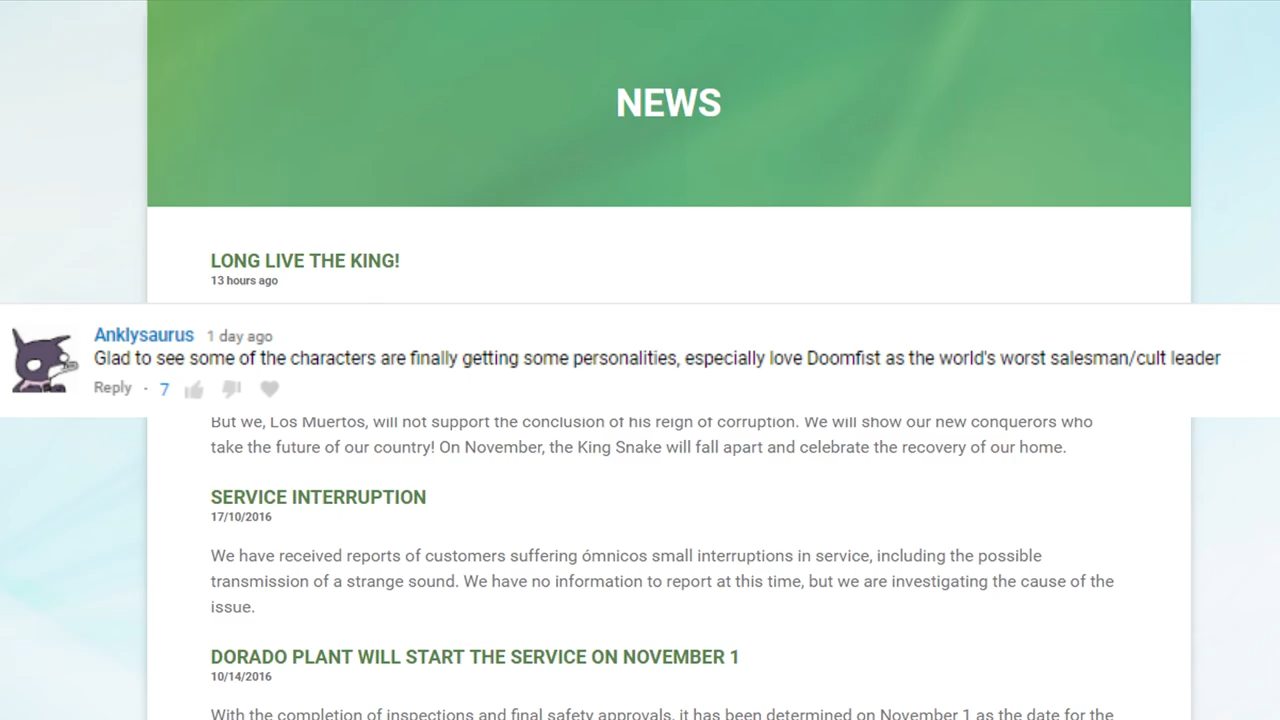 NEWS
LONG LIVE THE KING!
13 hours ago
Anklysaurus 1 day ago
Glad to see some of the characters are finally getting some personalities, especially love Doomfist as the world's worst salesman/cult leader
Reply · 7
But we, Los Muertos, will not support the conclusion of his reign of corruption. We will show our new conquerors who
take the future of our country! On November, the King Snake will fall apart and celebrate the recovery of our home.
SERVICE INTERRUPTION
17/10/2016
We have received reports of customers suffering ómnicos small interruptions in service, including the possible
transmission of a strange sound. We have no information to report at this time, but we are investigating the cause of the
issue.
DORADO PLANT WILL START THE SERVICE ON NOVEMBER 1
10/14/2016
With the completion of inspections and final safety approvals, it has been determined on November 1 as the date for the